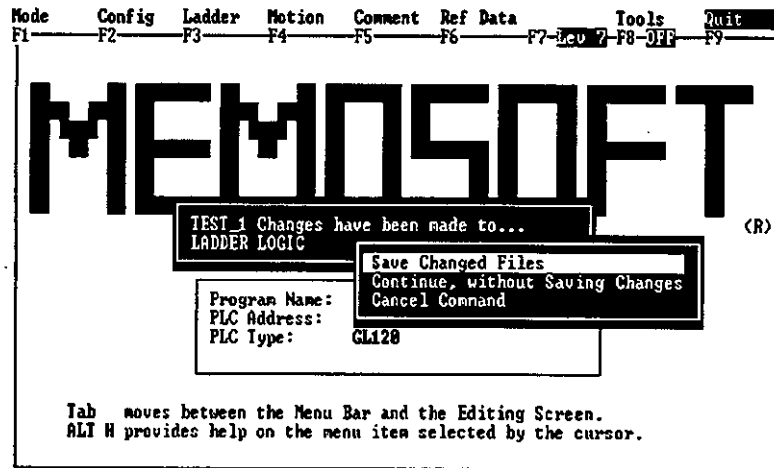 Mode Config Ladder Motion Comment Ref Data Tools Quit
F1 F2 F3 F4 F5 F6 F7-Lev 7-F8-OFF-F9
MEMOSOFT
(R)
TEST_1 Changes have been made to...
LADDER LOGIC
Save Changed Files
Continue, without Saving Changes
Cancel Command
Program Name:
PLC Address:
PLC Type: GL120
Tab moves between the Menu Bar and the Editing Screen.
ALT H provides help on the menu item selected by the cursor.